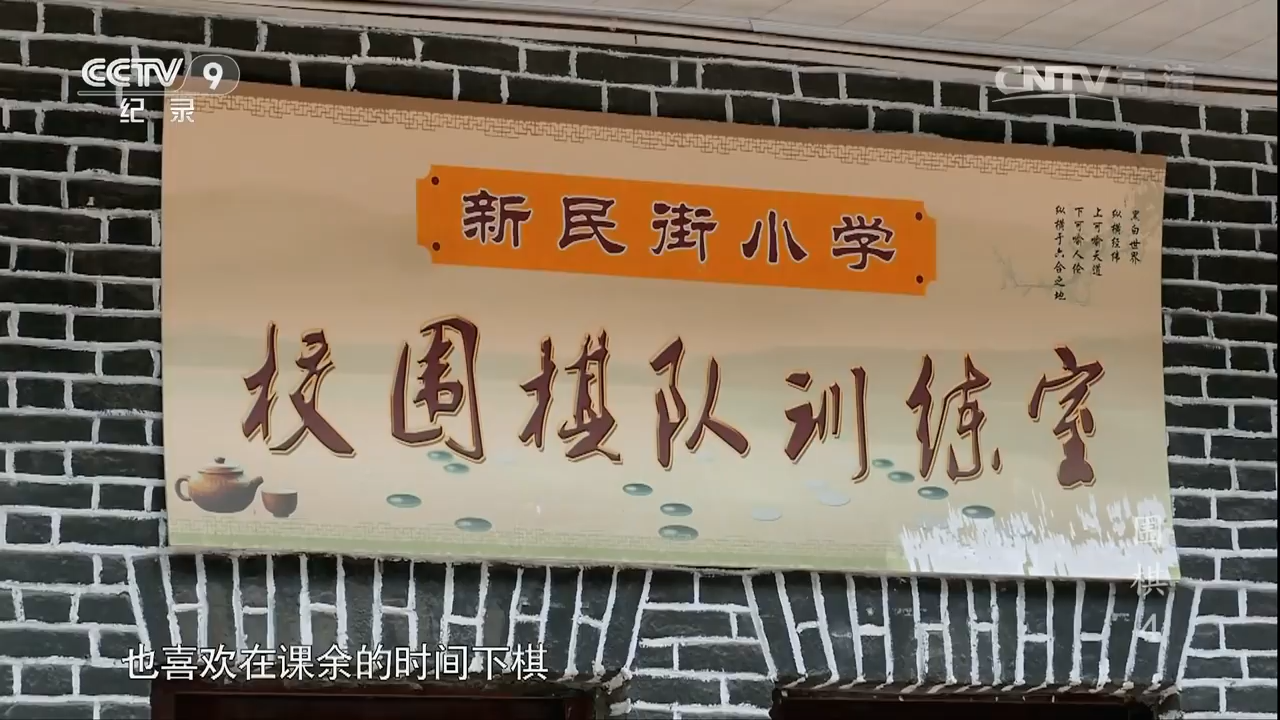 CCTV 9
纪录
CNTV 高清
新民街小学
黑白世界
纵横经纬
上可喻天道
下可喻人伦
纵横于六合之地
校围棋队训练室
棋
4
也喜欢在课余的时间下棋